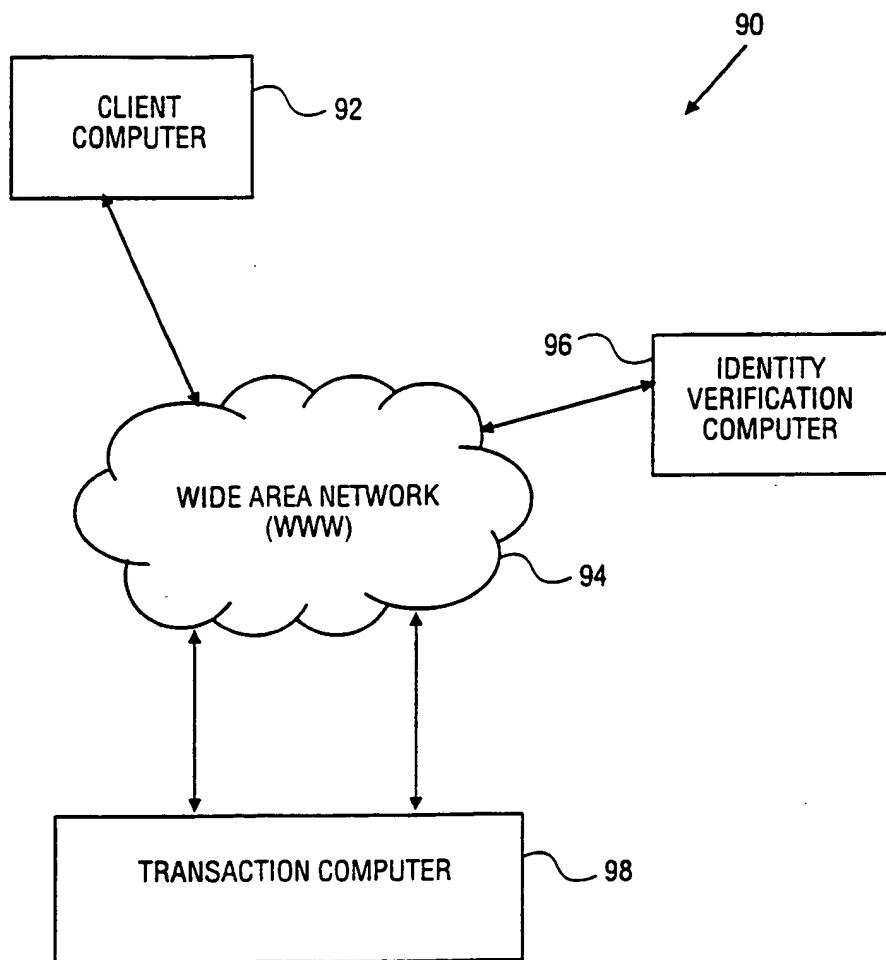 90
CLIENT
COMPUTER
92
96
IDENTITY
VERIFICATION
COMPUTER
WIDE AREA NETWORK
(WWW)
94
TRANSACTION COMPUTER
98